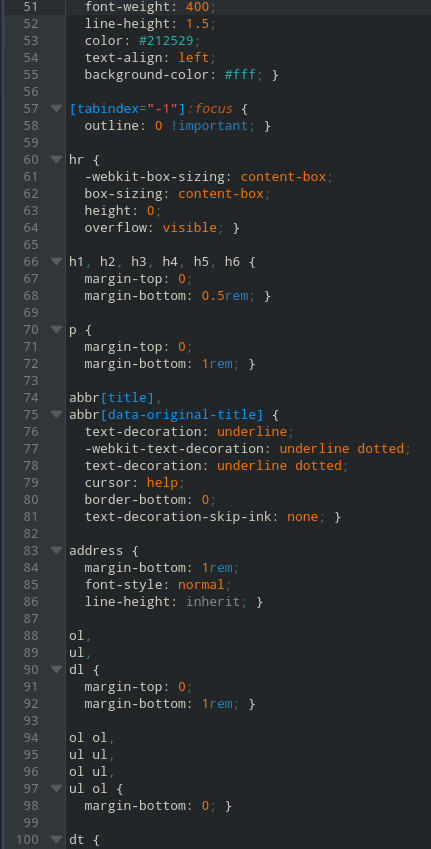 51 font-weight: 400;
52 line-height: 1.5;
53 color: #212529;
54 text-align: left;
55 background-color: #fff; }
56
57 [tabindex="-1"]:focus {
58 outline: 0 !important; }
59
60 hr {
61 -webkit-box-sizing: content-box;
62 box-sizing: content-box;
63 height: 0;
64 overflow: visible; }
65
66 h1, h2, h3, h4, h5, h6 {
67 margin-top: 0;
68 margin-bottom: 0.5rem; }
69
70 p {
71 margin-top: 0;
72 margin-bottom: 1rem; }
73
74 abbr[title],
75 abbr[data-original-title] {
76 text-decoration: underline;
77 -webkit-text-decoration: underline dotted;
78 text-decoration: underline dotted;
79 cursor: help;
80 border-bottom: 0;
81 text-decoration-skip-ink: none; }
82
83 address {
84 margin-bottom: 1rem;
85 font-style: normal;
86 line-height: inherit; }
87
88 ol,
89 ul,
90 dl {
91 margin-top: 0;
92 margin-bottom: 1rem; }
93
94 ol ol,
95 ul ul,
96 ol ul,
97 ul ol {
98 margin-bottom: 0; }
99
100 dt {